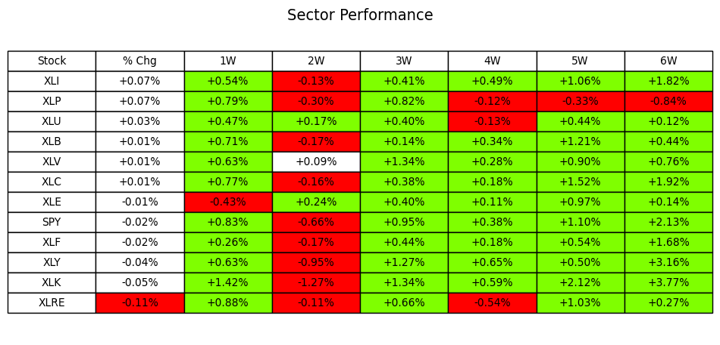 Sector Performance
Stock % Chg 1W 2W 3W 4W 5W 6W
XLI +0.07% +0.54% -0.13% +0.41% +0.49% +1.06% +1.82%
XLP +0.07% +0.79% -0.30% +0.82% -0.12% -0.33% -0.84%
XLU +0.03% +0.47% +0.17% +0.40% -0.13% +0.44% +0.12%
XLB +0.01% +0.71% -0.17% +0.14% +0.34% +1.21% +0.44%
XLV +0.01% +0.63% +0.09% +1.34% +0.28% +0.90% +0.76%
XLC +0.01% +0.77% -0.16% +0.38% +0.18% +1.52% +1.92%
XLE -0.01% -0.43% +0.24% +0.40% +0.11% +0.97% +0.14%
SPY -0.02% +0.83% -0.66% +0.95% +0.38% +1.10% +2.13%
XLF -0.02% +0.26% -0.17% +0.44% +0.18% +0.54% +1.68%
XLY -0.04% +0.63% -0.95% +1.27% +0.65% +0.50% +3.16%
XLK -0.05% +1.42% -1.27% +1.34% +0.59% +2.12% +3.77%
XLRE -0.11% +0.88% -0.11% +0.66% -0.54% +1.03% +0.27%